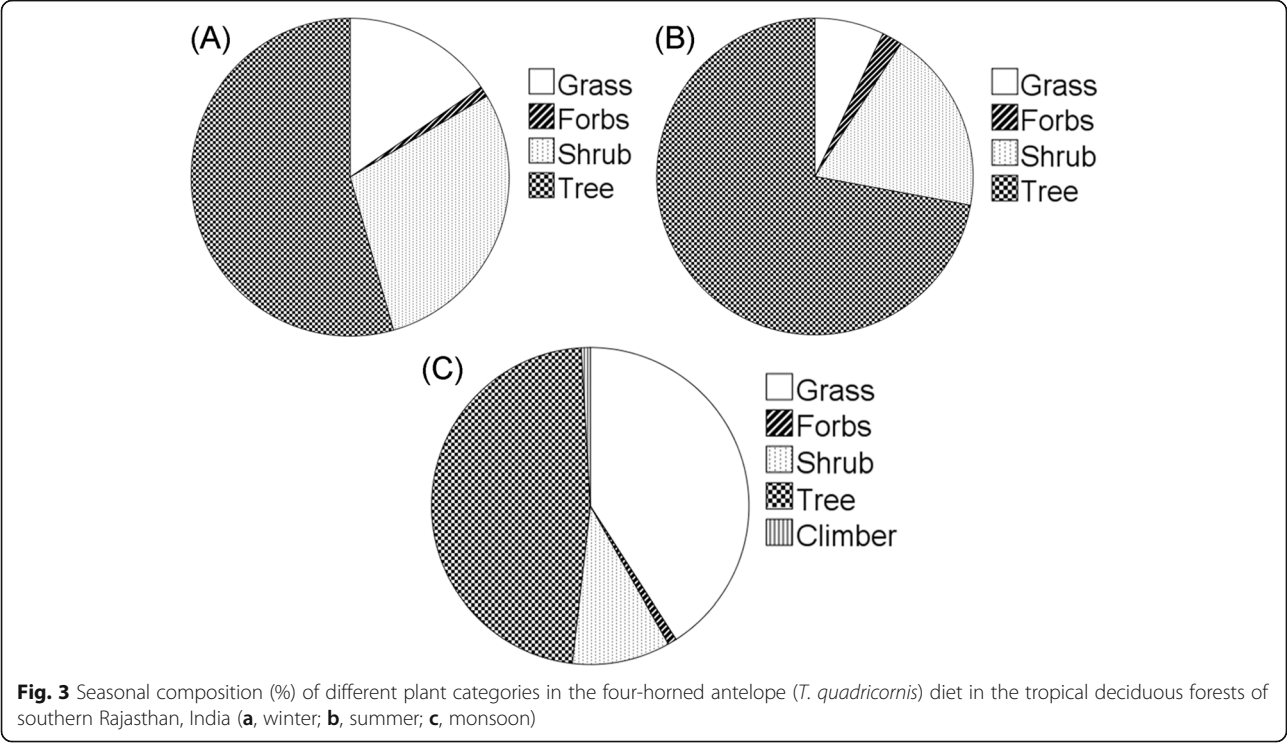 (A)
Grass
Forbs
Shrub
Tree
(B)
Grass
Forbs
Shrub
Tree
(C)
Grass
Forbs
Shrub
Tree
Climber
Fig. 3 Seasonal composition (%) of different plant categories in the four-horned antelope (T. quadricornis) diet in the tropical deciduous forests of
southern Rajasthan, India (a, winter; b, summer; c, monsoon)